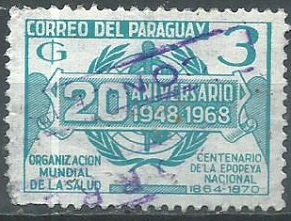 CORREO DEL PARAGUAY
₲ 3
20 ANIVERSARIO
1948-1968
ORGANIZACION
MUNDIAL
DE LA SALUD
CENTENARIO
DE LA EPOPEYA
NACIONAL
1864-1870